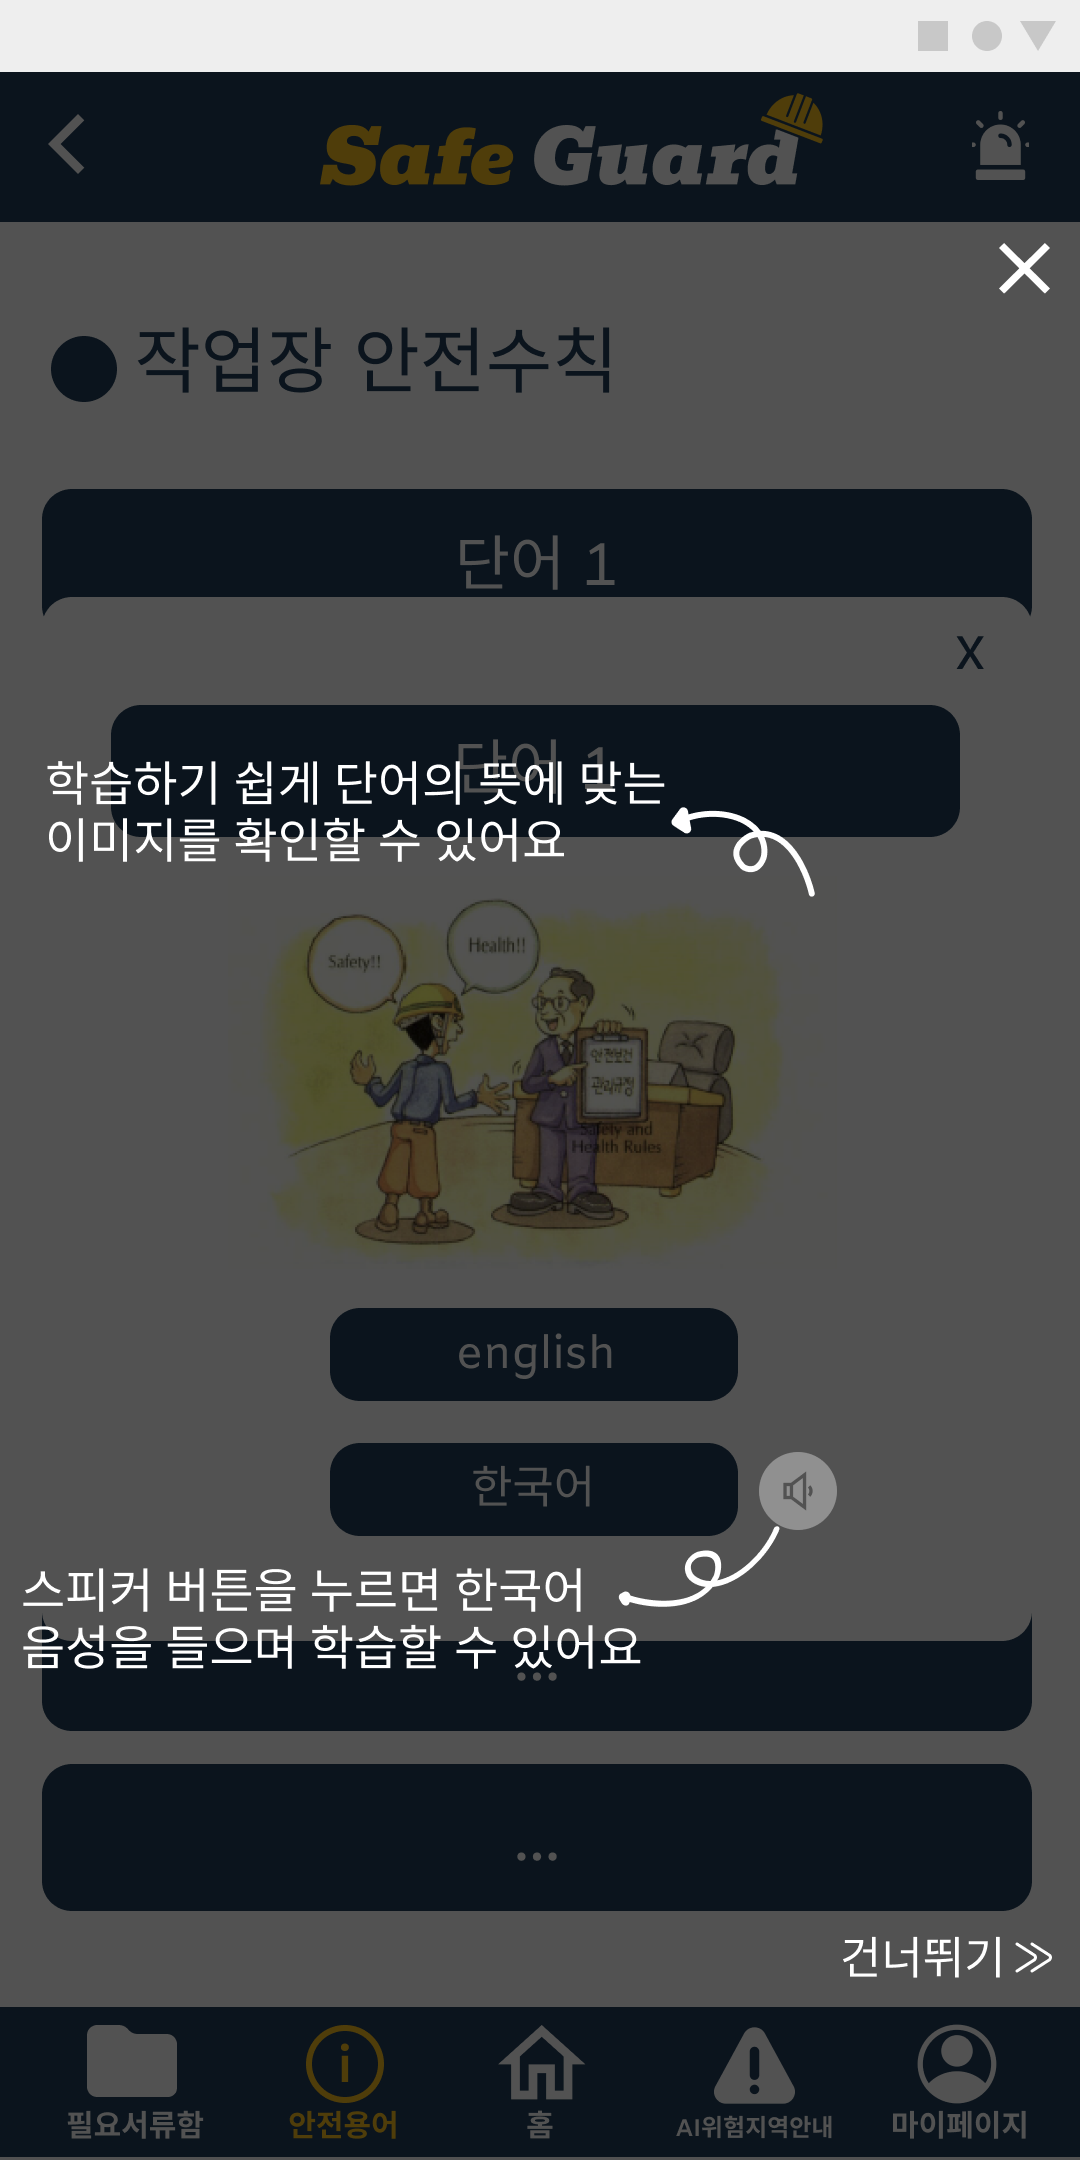 Safe Guard
작업장 안전수칙
단어 1
x
단어 1
학습하기 쉽게 단어의 뜻에 맞는
이미지를 확인할 수 있어요
Safety!!
Health!!
안전보건
관리규정
Safety and
Health Rules
english
한국어
스피커 버튼을 누르면 한국어
음성을 들으며 학습할 수 있어요
...
...
건너뛰기
필요서류함
안전용어
홈
AI위험지역안내
마이페이지